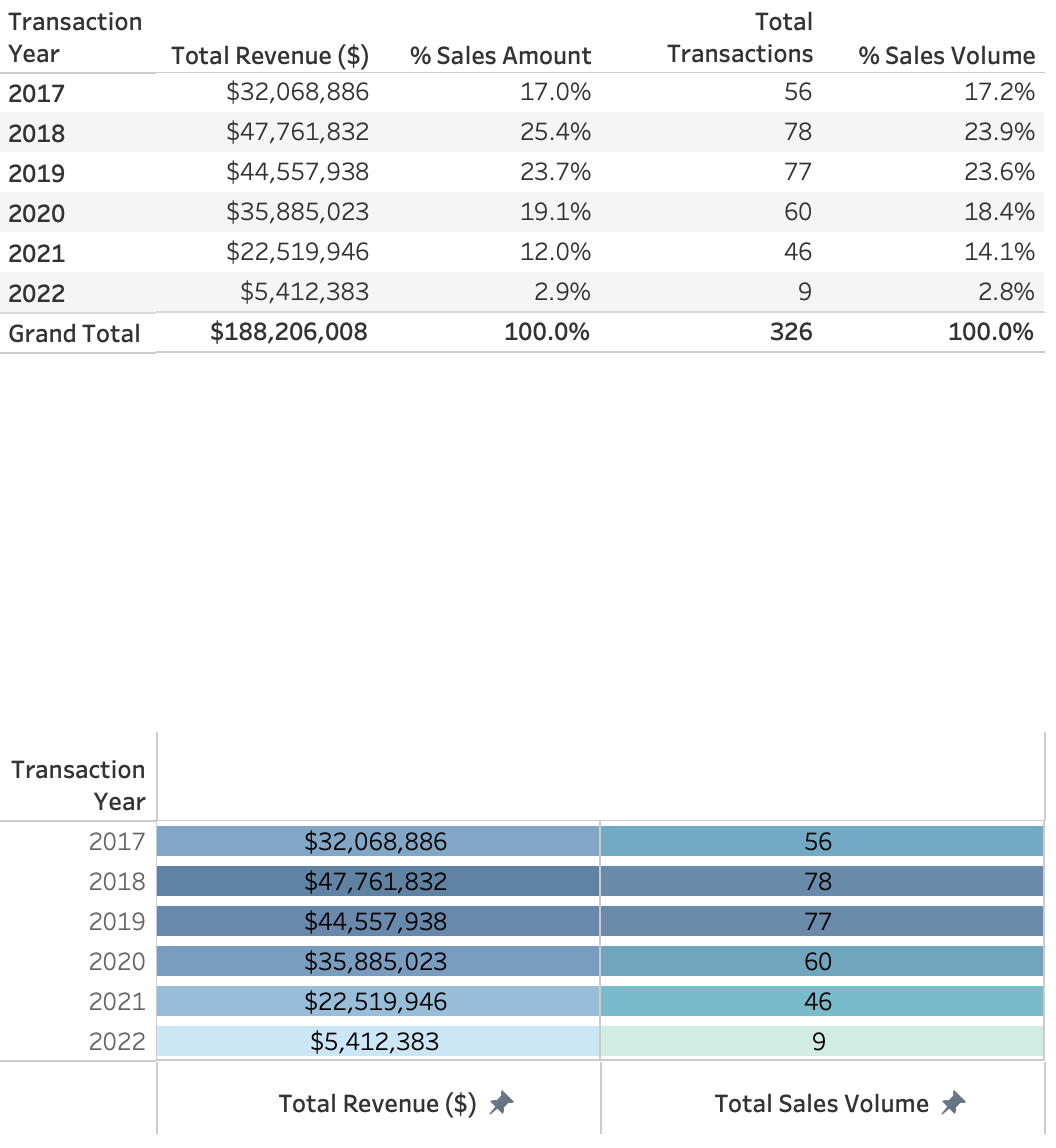 Transaction Year Total Revenue ($) % Sales Amount Total Transactions % Sales Volume
2017 $32,068,886 17.0% 56 17.2%
2018 $47,761,832 25.4% 78 23.9%
2019 $44,557,938 23.7% 77 23.6%
2020 $35,885,023 19.1% 60 18.4%
2021 $22,519,946 12.0% 46 14.1%
2022 $5,412,383 2.9% 9 2.8%
Grand Total $188,206,008 100.0% 326 100.0%
Transaction
Year
2017 $32,068,886 56
2018 $47,761,832 78
2019 $44,557,938 77
2020 $35,885,023 60
2021 $22,519,946 46
2022 $5,412,383 9
Total Revenue ($) Total Sales Volume